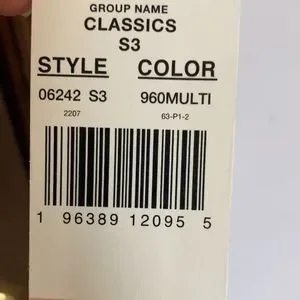 GROUP NAME
CLASSICS
S3
STYLE COLOR
06242 S3 960MULTI
2207 63-P1-2
1 96389 12095 5